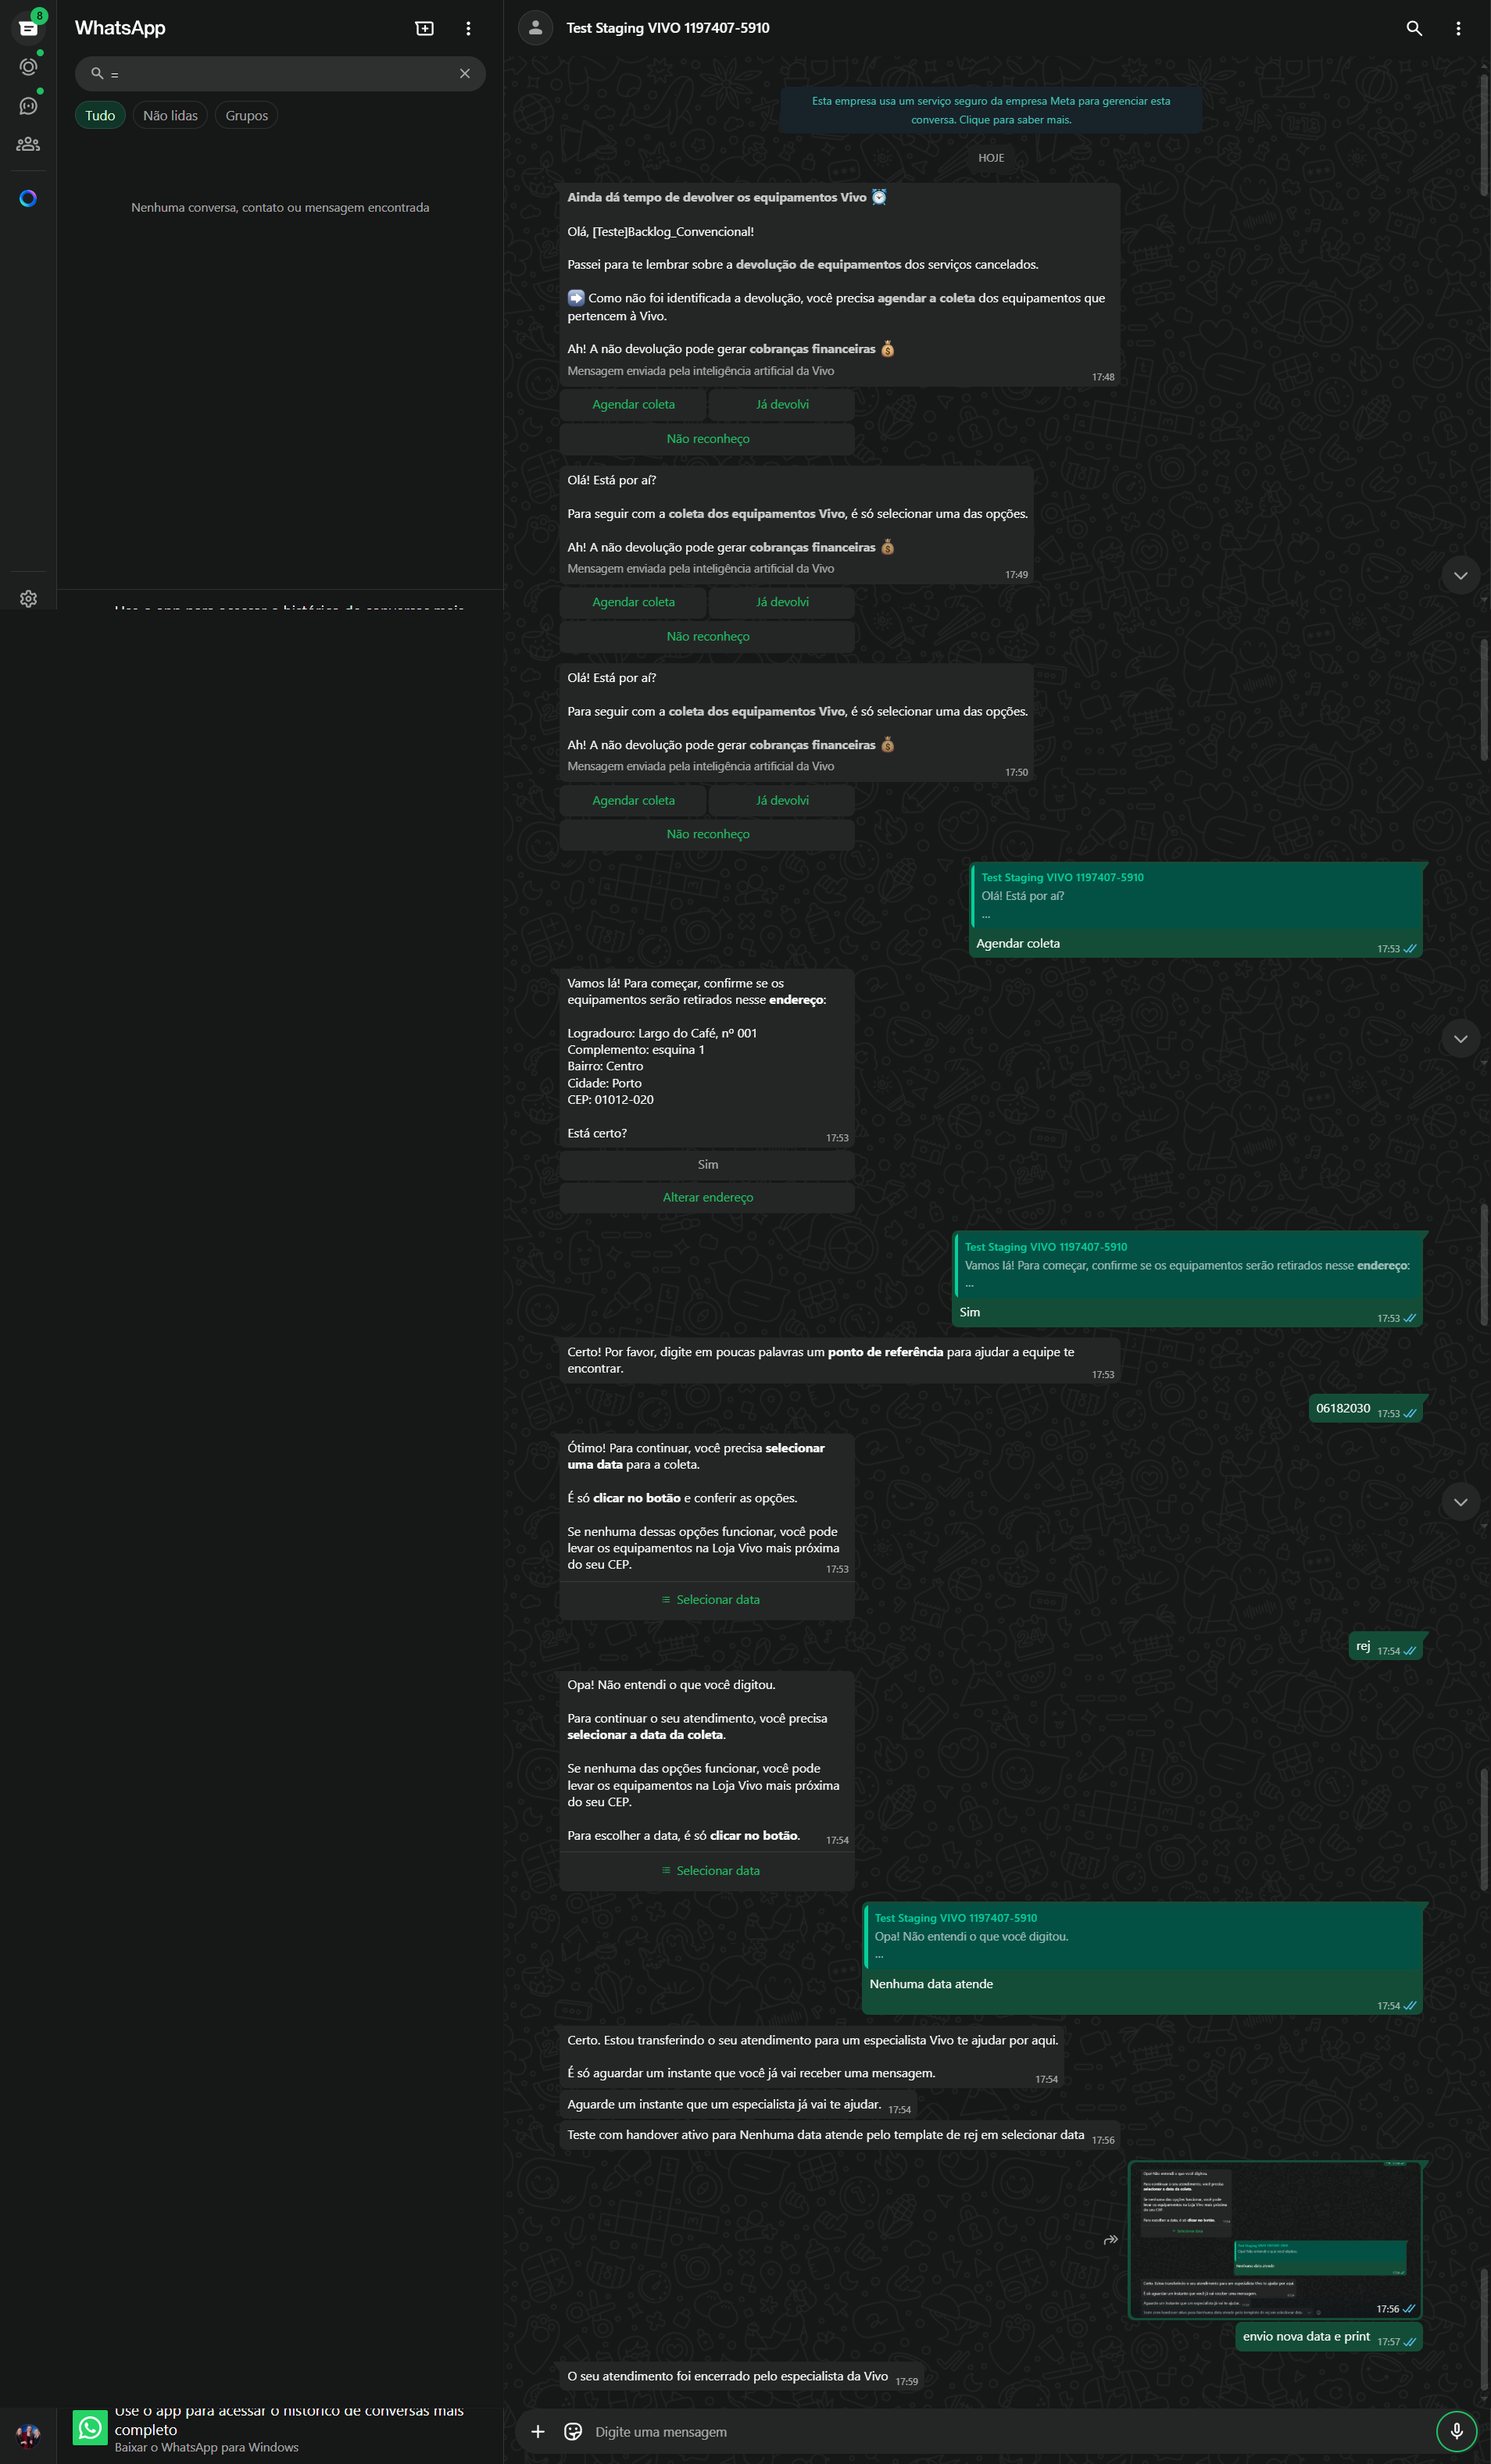 8
WhatsApp
=
Tudo
Não lidas
Grupos
Nenhuma conversa, contato ou mensagem encontrada
Test Staging VIVO 1197407-5910
Esta empresa usa um serviço seguro da empresa Meta para gerenciar esta
conversa. Clique para saber mais.
HOJE
Ainda dá tempo de devolver os equipamentos Vivo ⏰
Olá, [Teste]Backlog_Convencional!
Passei para te lembrar sobre a devolução de equipamentos dos serviços cancelados.
➡️ Como não foi identificada a devolução, você precisa agendar a coleta dos equipamentos que
pertencem à Vivo.
Ah! A não devolução pode gerar cobranças financeiras 💰
Mensagem enviada pela inteligência artificial da Vivo
17:48
Agendar coleta
Já devolvi
Não reconheço
Olá! Está por aí?
Para seguir com a coleta dos equipamentos Vivo, é só selecionar uma das opções.
Ah! A não devolução pode gerar cobranças financeiras 💰
Mensagem enviada pela inteligência artificial da Vivo
17:49
Agendar coleta
Já devolvi
Não reconheço
Olá! Está por aí?
Para seguir com a coleta dos equipamentos Vivo, é só selecionar uma das opções.
Ah! A não devolução pode gerar cobranças financeiras 💰
Mensagem enviada pela inteligência artificial da Vivo
17:50
Agendar coleta
Já devolvi
Não reconheço
Test Staging VIVO 1197407-5910
Olá! Está por aí?
...
Agendar coleta
17:53
Vamos lá! Para começar, confirme se os
equipamentos serão retirados nesse endereço:
Logradouro: Largo do Café, nº 001
Complemento: esquina 1
Bairro: Centro
Cidade: Porto
CEP: 01012-020
Está certo?
17:53
Sim
Alterar endereço
Test Staging VIVO 1197407-5910
Vamos lá! Para começar, confirme se os equipamentos serão retirados nesse endereço:
...
Sim
17:53
Certo! Por favor, digite em poucas palavras um ponto de referência para ajudar a equipe te
encontrar.
17:53
06182030
17:53
Ótimo! Para continuar, você precisa selecionar
uma data para a coleta.
É só clicar no botão e conferir as opções.
Se nenhuma dessas opções funcionar, você pode
levar os equipamentos na Loja Vivo mais próxima
do seu CEP.
17:53
Selecionar data
rej
17:54
Opa! Não entendi o que você digitou.
Para continuar o seu atendimento, você precisa
selecionar a data da coleta.
Se nenhuma das opções funcionar, você pode
levar os equipamentos na Loja Vivo mais próxima
do seu CEP.
Para escolher a data, é só clicar no botão.
17:54
Selecionar data
Test Staging VIVO 1197407-5910
Opa! Não entendi o que você digitou.
...
Nenhuma data atende
17:54
Certo. Estou transferindo o seu atendimento para um especialista Vivo te ajudar por aqui.
É só aguardar um instante que você já vai receber uma mensagem.
17:54
Aguarde um instante que um especialista já vai te ajudar.
17:54
Teste com handover ativo para Nenhuma data atende pelo template de rej em selecionar data
17:56
17:56
envio nova data e print
17:57
O seu atendimento foi encerrado pelo especialista da Vivo
17:59
Use o app para acessar o histórico de conversas mais
completo
Baixar o WhatsApp para Windows
Digite uma mensagem